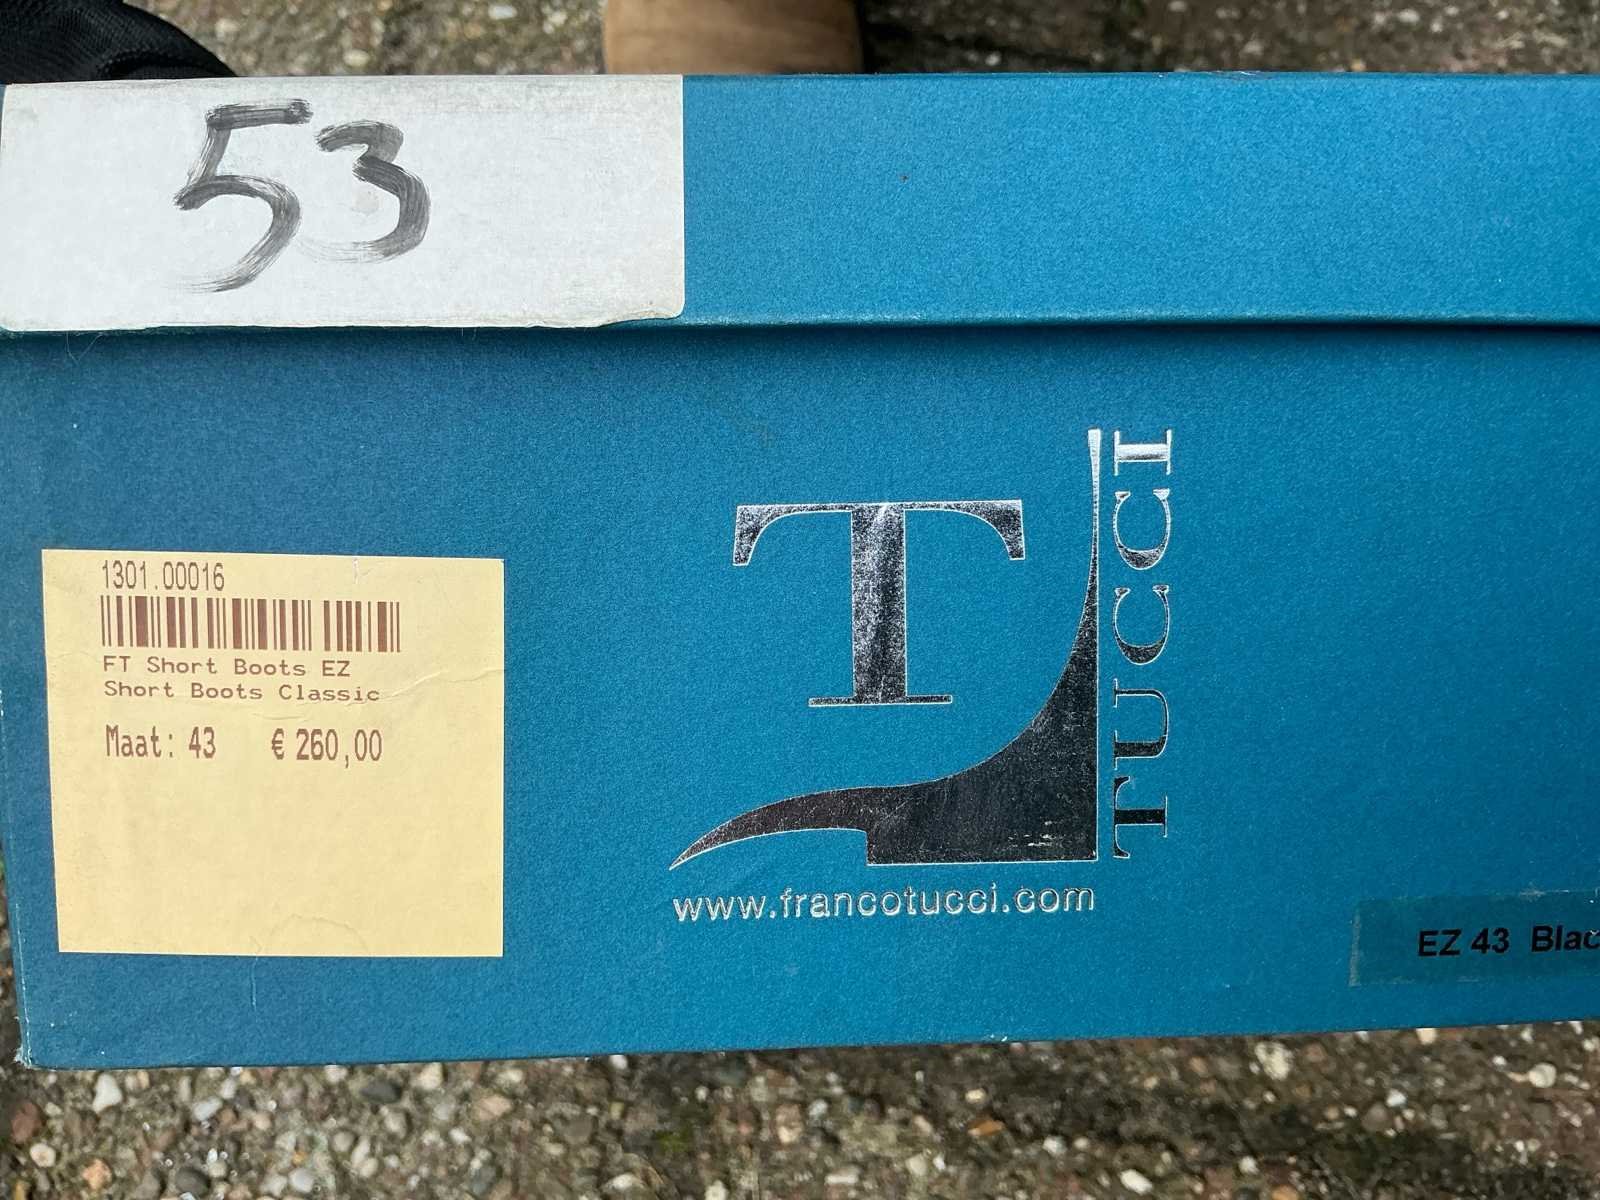 53
1301.00016
FT Short Boots EZ
Short Boots Classic
Maat: 43 € 260,00
T
TUCCI
www.francotucci.com
EZ 43